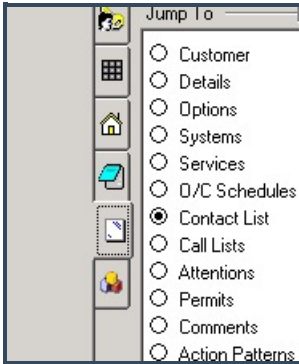 Jump To
Customer
Details
Options
Systems
Services
O/C Schedules
Contact List
Call Lists
Attentions
Permits
Comments
Action Patterns